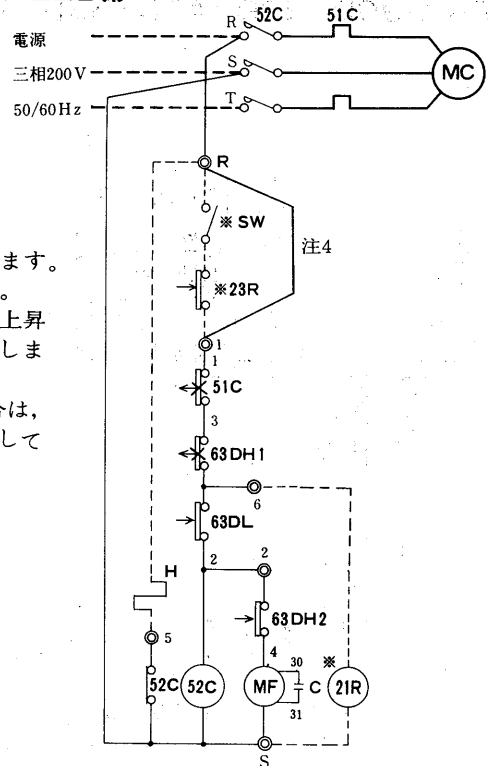 R 52C 51C
電源
S
三相200V MC
T
50/60Hz
R
※SW
ます。 注4
。
※23R
上昇
しま
1
1
51C
合は,
3
して
63DH1
6
63DL
2 2
H
63DH2
5
4 30 ※
52C 52C MF C 21R
31
S